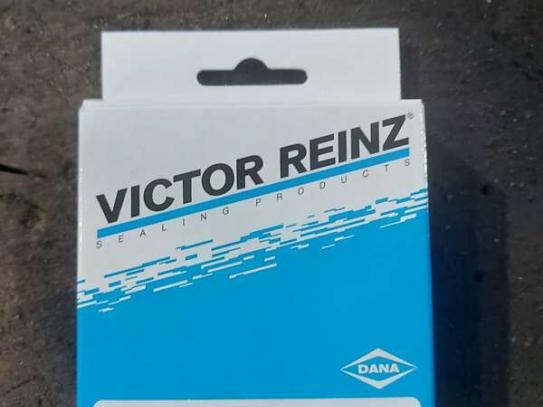 VICTOR REINZ®
SEALING PRODUCTS
DANA